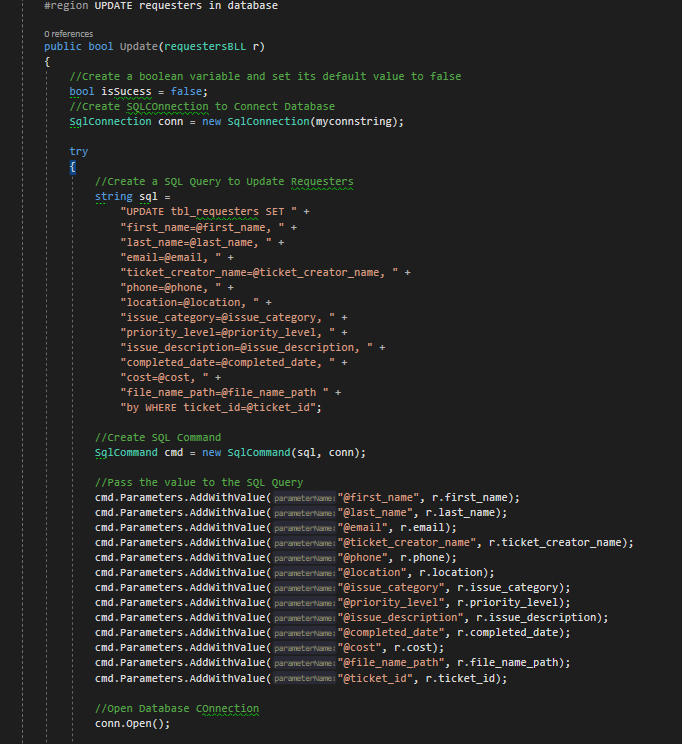 #region UPDATE requesters in database
0 references
public bool Update(requestersBLL r)
{
//Create a boolean variable and set its default value to false
bool isSucess = false;
//Create SQLCOnnection to Connect Database
SqlConnection conn = new SqlConnection(myconnstring);
try
{
//Create a SQL Query to Update Requesters
string sql =
"UPDATE tbl_requesters SET " +
"first_name=@first_name, " +
"last_name=@last_name, " +
"email=@email, " +
"ticket_creator_name=@ticket_creator_name, " +
"phone=@phone, " +
"location=@location, " +
"issue_category=@issue_category, " +
"priority_level=@priority_level, " +
"issue_description=@issue_description, " +
"completed_date=@completed_date, " +
"cost=@cost, " +
"file_name_path=@file_name_path " +
"by WHERE ticket_id=@ticket_id";
//Create SQL Command
SqlCommand cmd = new SqlCommand(sql, conn);
//Pass the value to the SQL Query
cmd.Parameters.AddWithValue(parameterName: "@first_name", r.first_name);
cmd.Parameters.AddWithValue(parameterName: "@last_name", r.last_name);
cmd.Parameters.AddWithValue(parameterName: "@email", r.email);
cmd.Parameters.AddWithValue(parameterName: "@ticket_creator_name", r.ticket_creator_name);
cmd.Parameters.AddWithValue(parameterName: "@phone", r.phone);
cmd.Parameters.AddWithValue(parameterName: "@location", r.location);
cmd.Parameters.AddWithValue(parameterName: "@issue_category", r.issue_category);
cmd.Parameters.AddWithValue(parameterName: "@priority_level", r.priority_level);
cmd.Parameters.AddWithValue(parameterName: "@issue_description", r.issue_description);
cmd.Parameters.AddWithValue(parameterName: "@completed_date", r.completed_date);
cmd.Parameters.AddWithValue(parameterName: "@cost", r.cost);
cmd.Parameters.AddWithValue(parameterName: "@file_name_path", r.file_name_path);
cmd.Parameters.AddWithValue(parameterName: "@ticket_id", r.ticket_id);
//Open Database COnnection
conn.Open();